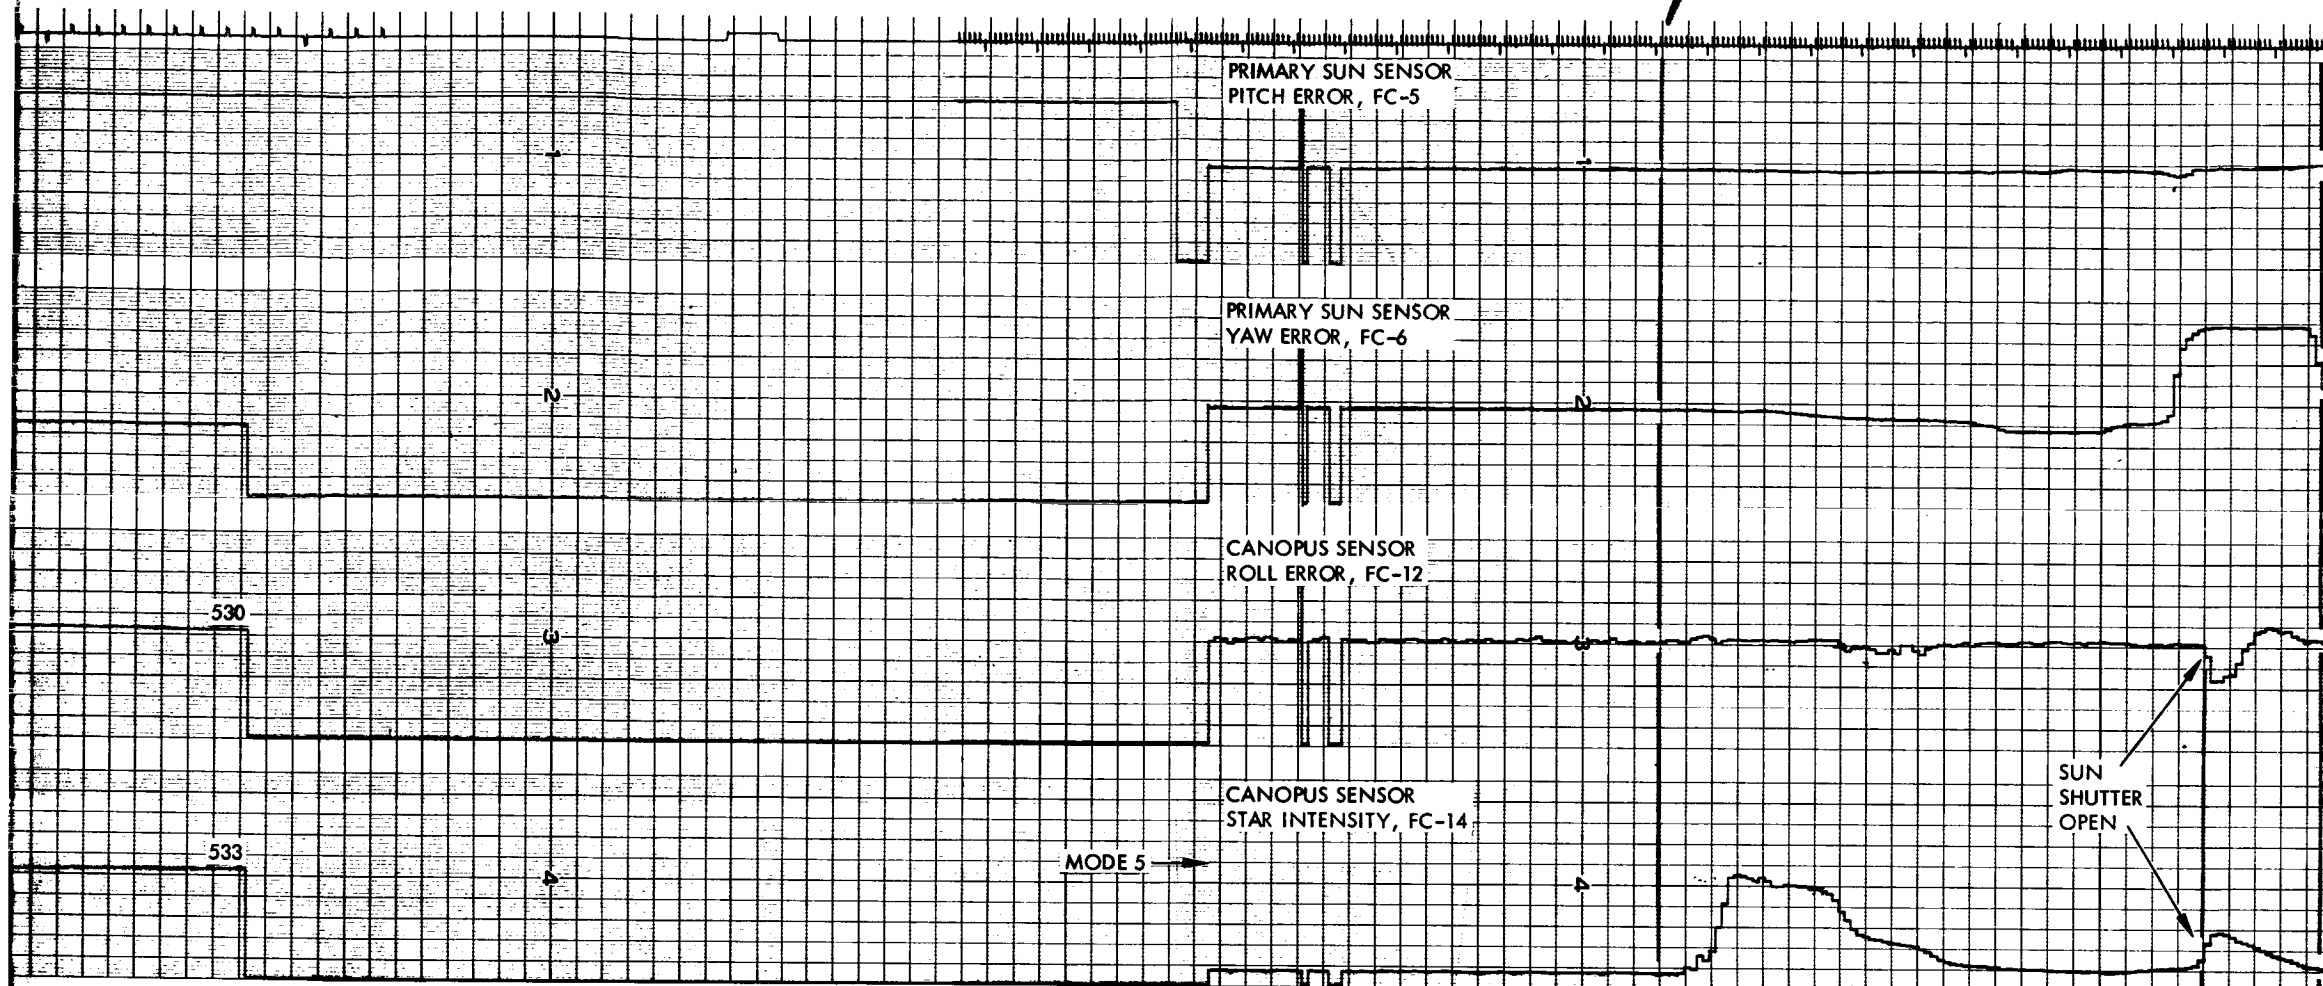 PRIMARY SUN SENSOR
PITCH ERROR, FC-5
1
1
PRIMARY SUN SENSOR
YAW ERROR, FC-6
2
2
CANOPUS SENSOR
ROLL ERROR, FC-12
530
3
3
SUN
SHUTTER
OPEN
CANOPUS SENSOR
STAR INTENSITY, FC-14
533
MODE 5
4
4